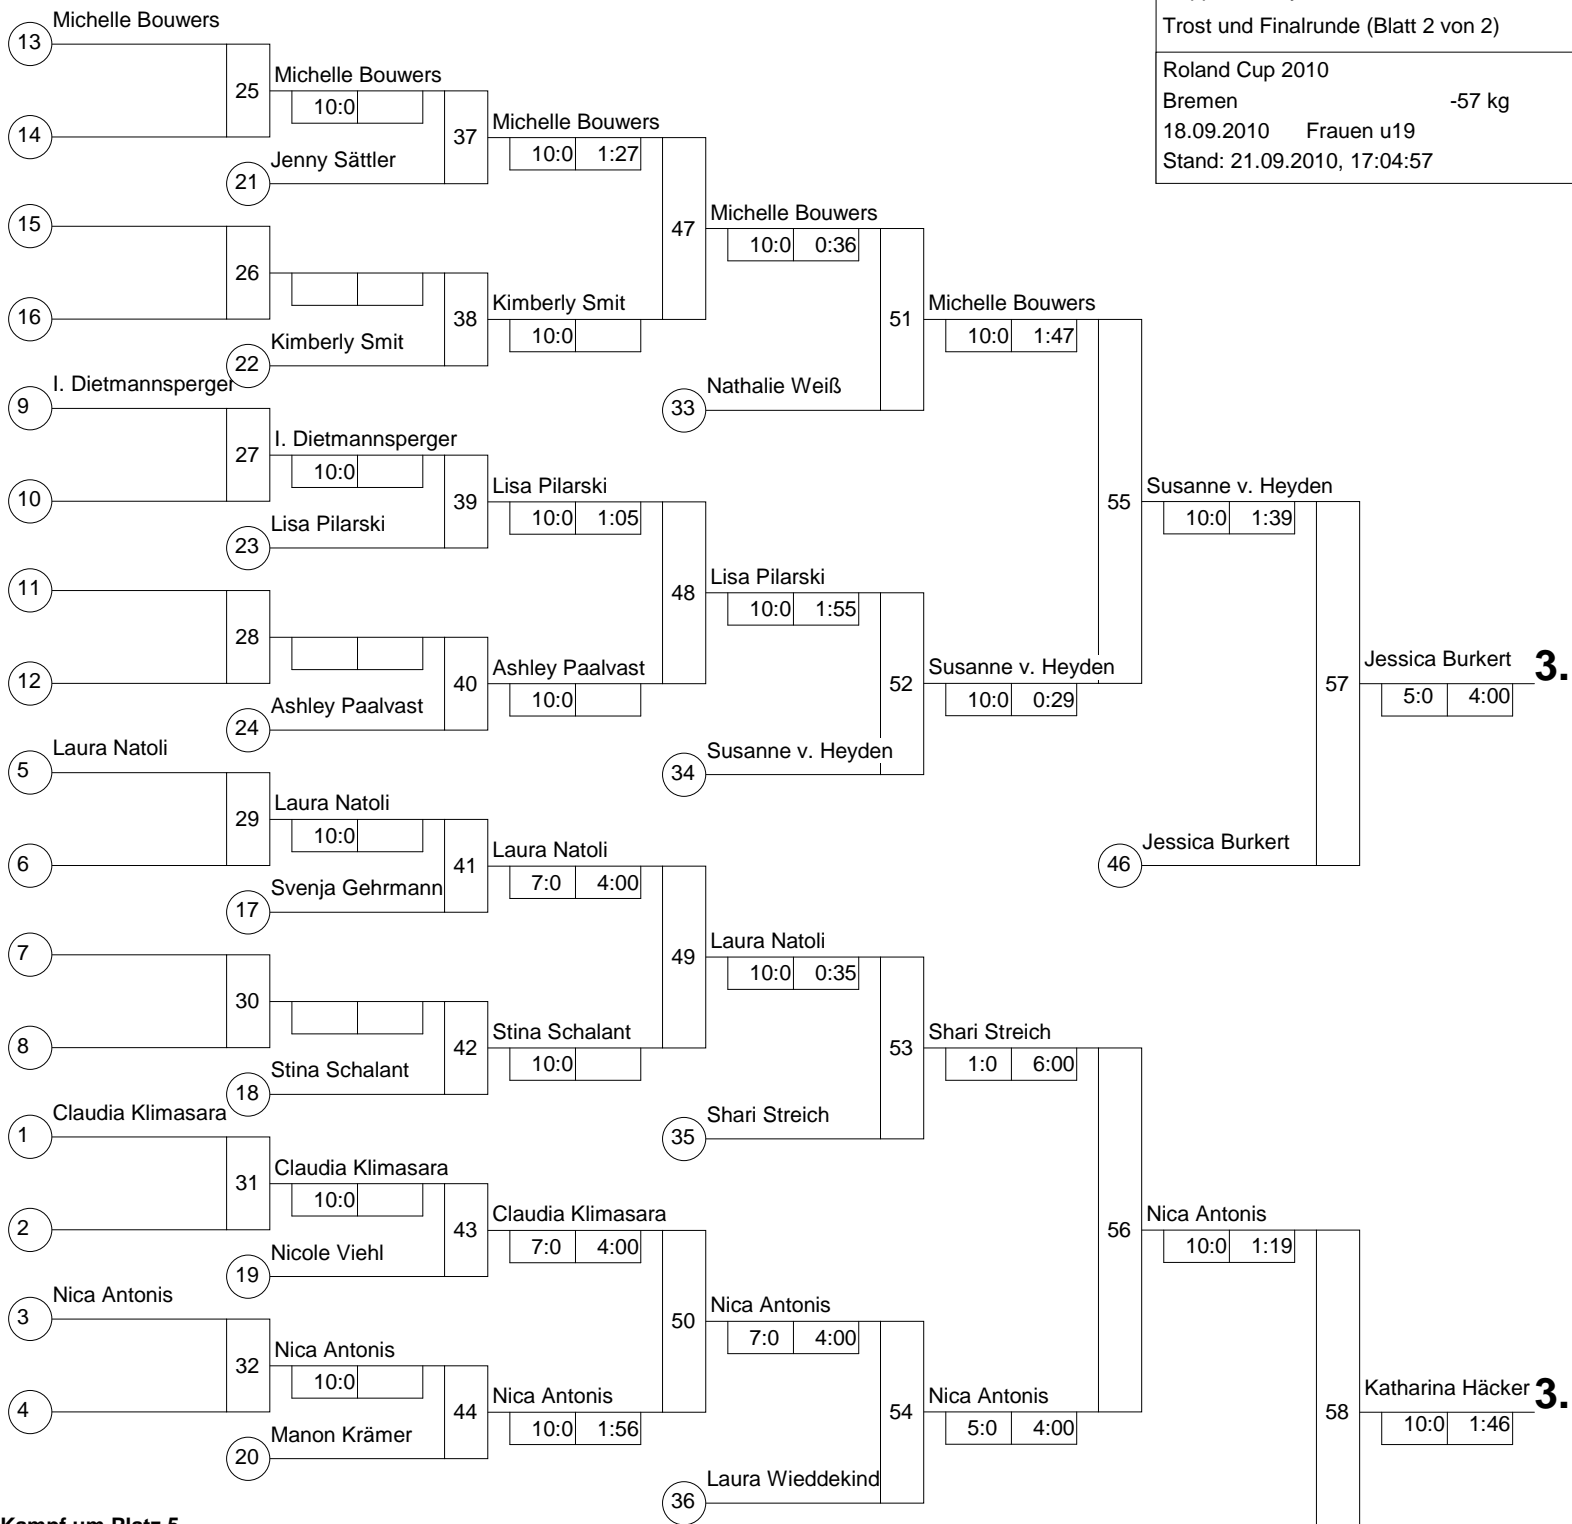 Trost und Finalrunde (Blatt 2 von 2)
Roland Cup 2010
Bremen -57 kg
18.09.2010 Frauen u19
Stand: 21.09.2010, 17:04:57
13 Michelle Bouwers
14
25 Michelle Bouwers
10:0
21 Jenny Sättler
37 Michelle Bouwers
10:0 1:27
15
16
26
22 Kimberly Smit
38 Kimberly Smit
10:0
47 Michelle Bouwers
10:0 0:36
33 Nathalie Weiß
51 Michelle Bouwers
10:0 1:47
9 I. Dietmannsperger
10
27 I. Dietmannsperger
10:0
23 Lisa Pilarski
39 Lisa Pilarski
10:0 1:05
11
12
28
24 Ashley Paalvast
40 Ashley Paalvast
10:0
48 Lisa Pilarski
10:0 1:55
34 Susanne v. Heyden
52 Susanne v. Heyden
10:0 0:29
55 Susanne v. Heyden
10:0 1:39
46 Jessica Burkert
57 Jessica Burkert 3.
5:0 4:00
5 Laura Natoli
6
29 Laura Natoli
10:0
17 Svenja Gehrmann
41 Laura Natoli
7:0 4:00
7
8
30
18 Stina Schalant
42 Stina Schalant
10:0
49 Laura Natoli
10:0 0:35
35 Shari Streich
53 Shari Streich
1:0 6:00
1 Claudia Klimasara
2
31 Claudia Klimasara
10:0
19 Nicole Viehl
43 Claudia Klimasara
7:0 4:00
3 Nica Antonis
4
32 Nica Antonis
10:0
20 Manon Krämer
44 Nica Antonis
10:0 1:56
50 Nica Antonis
7:0 4:00
36 Laura Wieddekind
54 Nica Antonis
5:0 4:00
56 Nica Antonis
10:0 1:19
58 Katharina Häcker 3.
10:0 1:46
Kampf um Platz 5